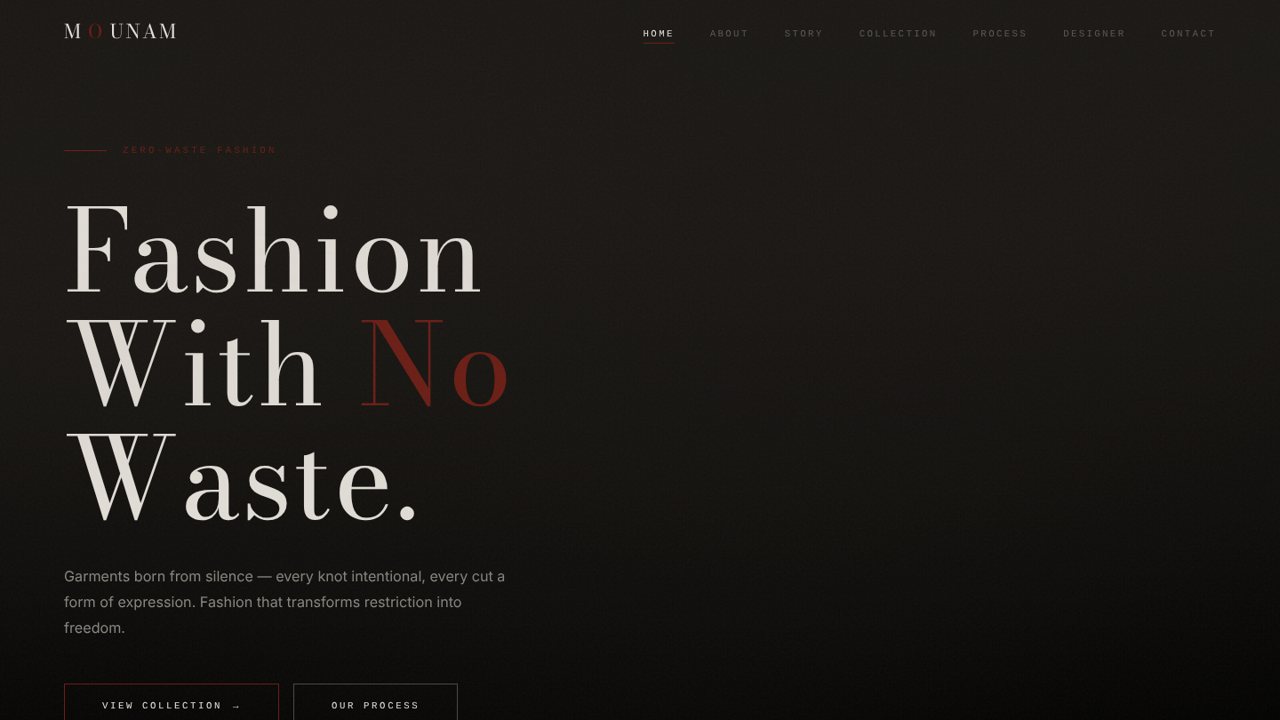 MOUNAM
HOME ABOUT STORY COLLECTION PROCESS DESIGNER CONTACT
ZERO-WASTE FASHION
Fashion
With No
Waste.
Garments born from silence — every knot intentional, every cut a
form of expression. Fashion that transforms restriction into
freedom.
VIEW COLLECTION → OUR PROCESS